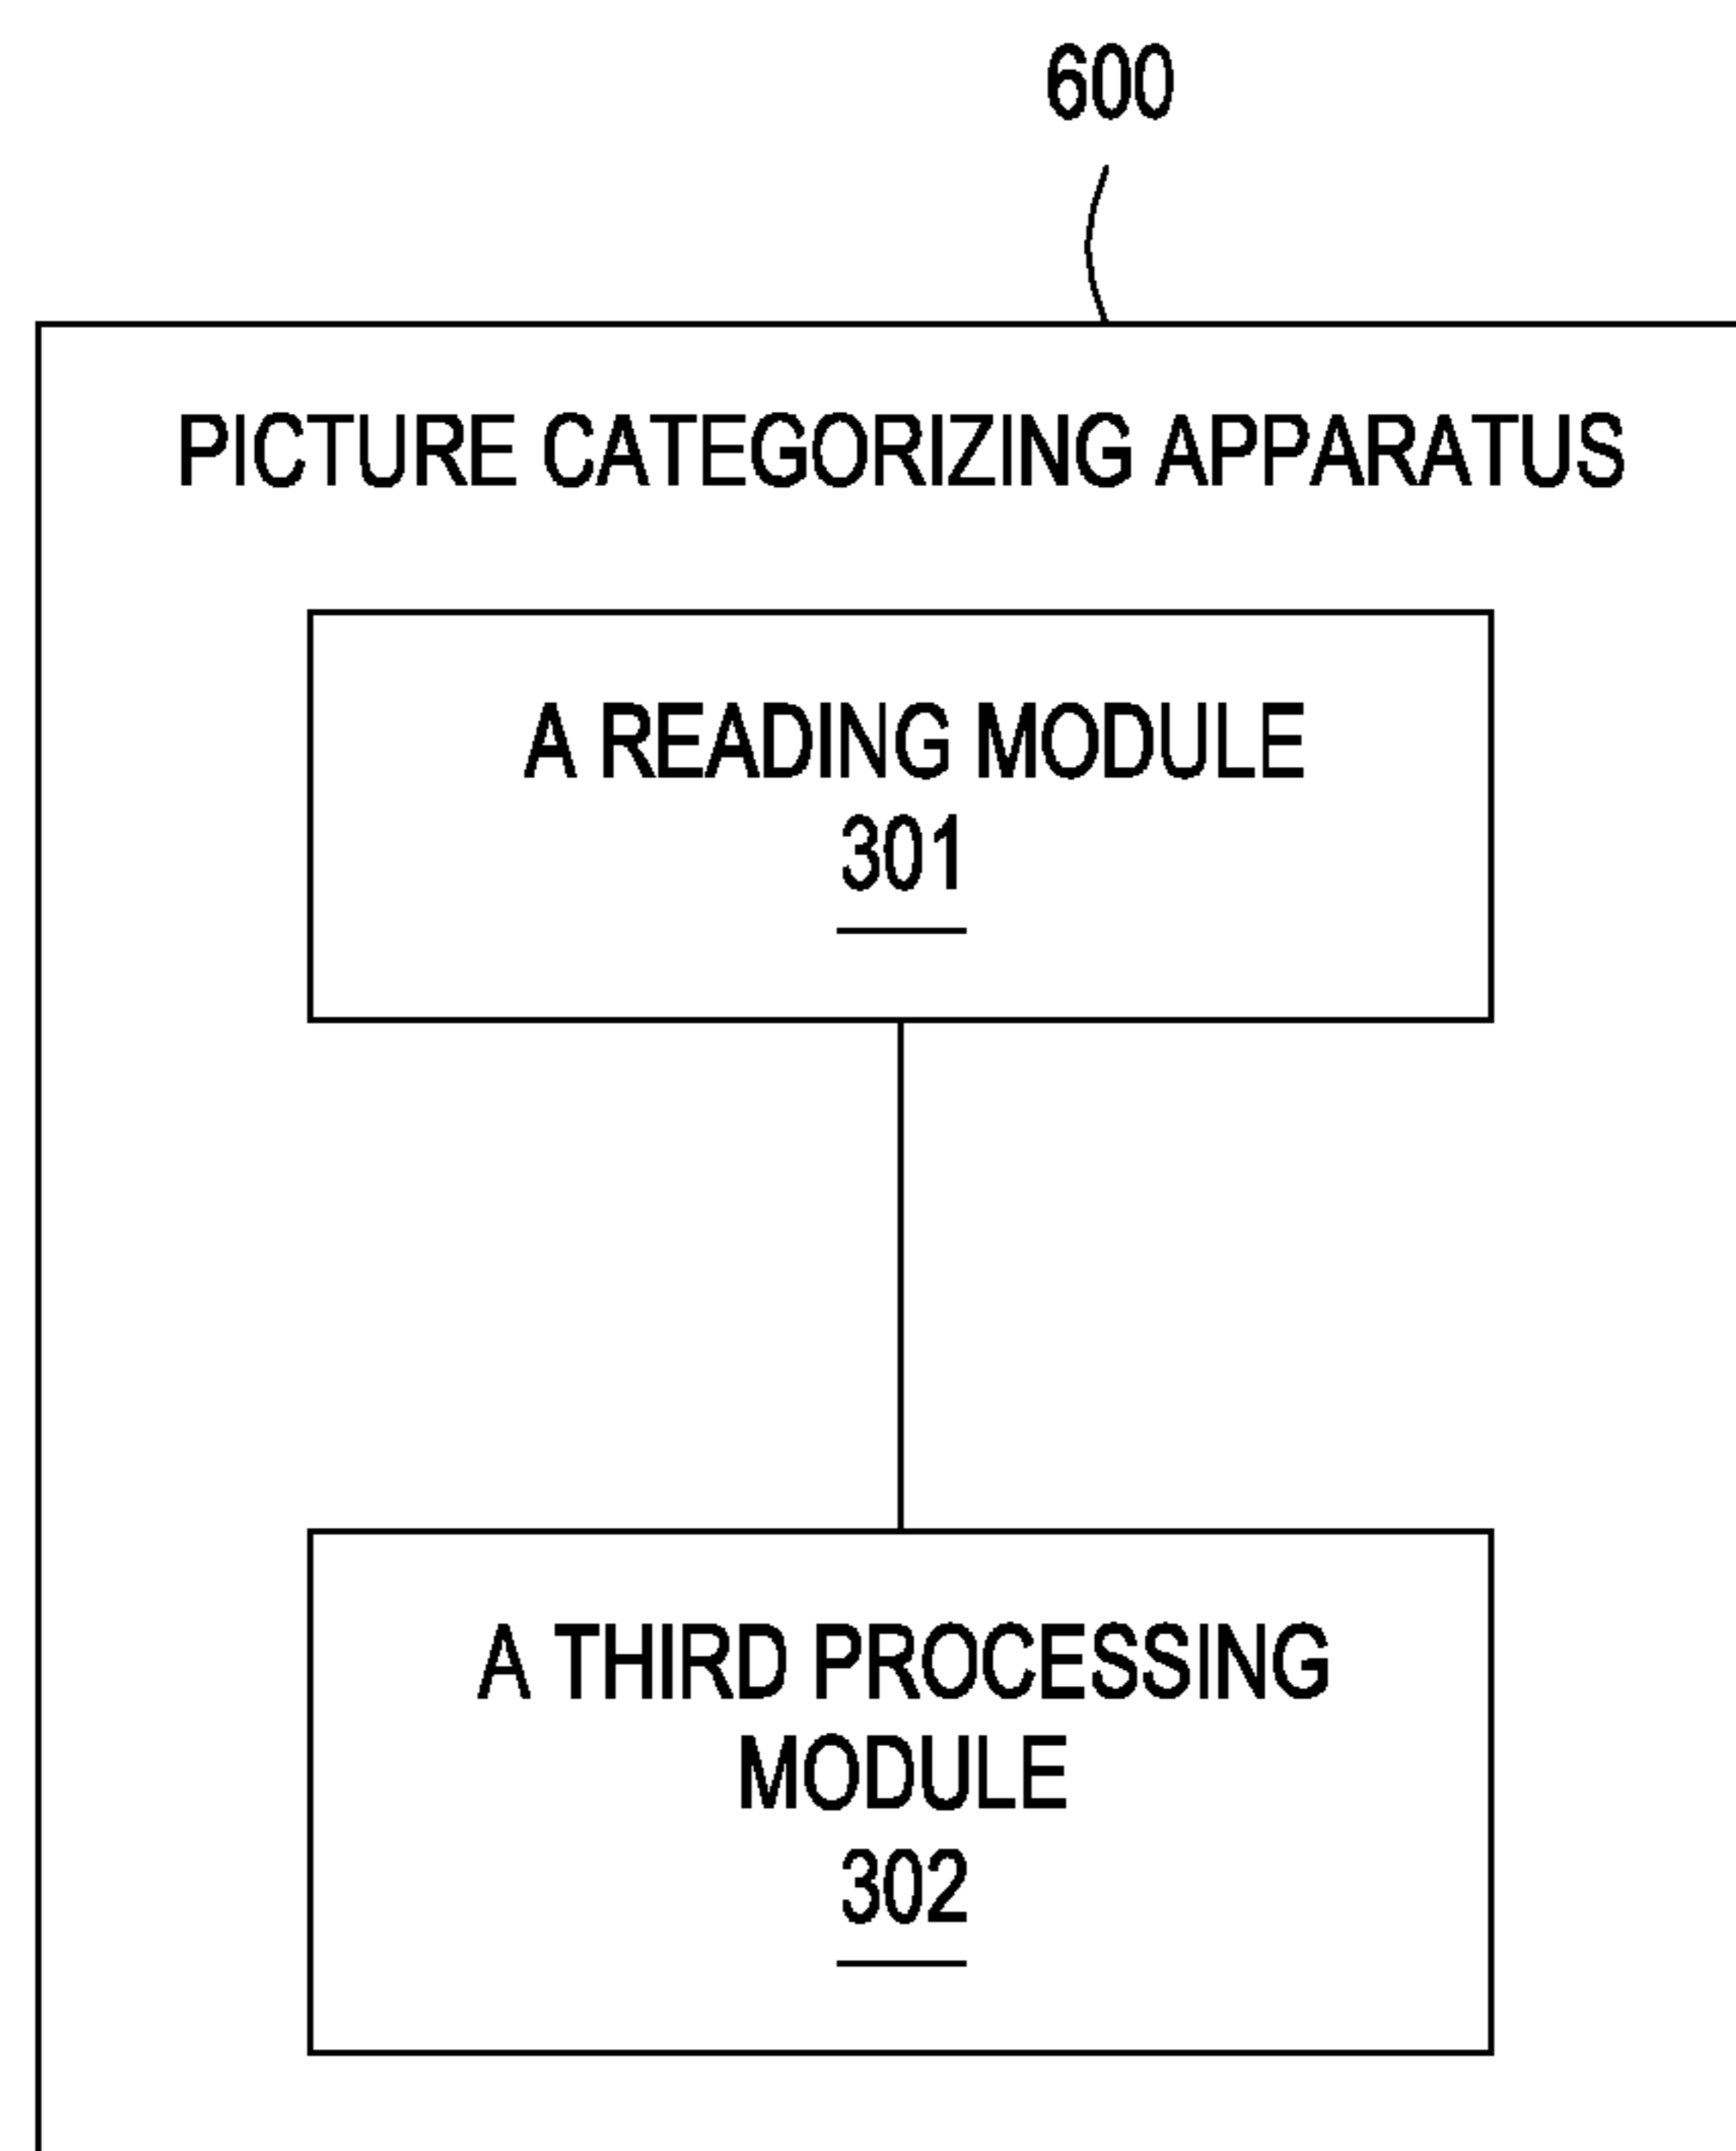 600
PICTURE CATEGORIZING APPARATUS
A READING MODULE
301
A THIRD PROCESSING
MODULE
302